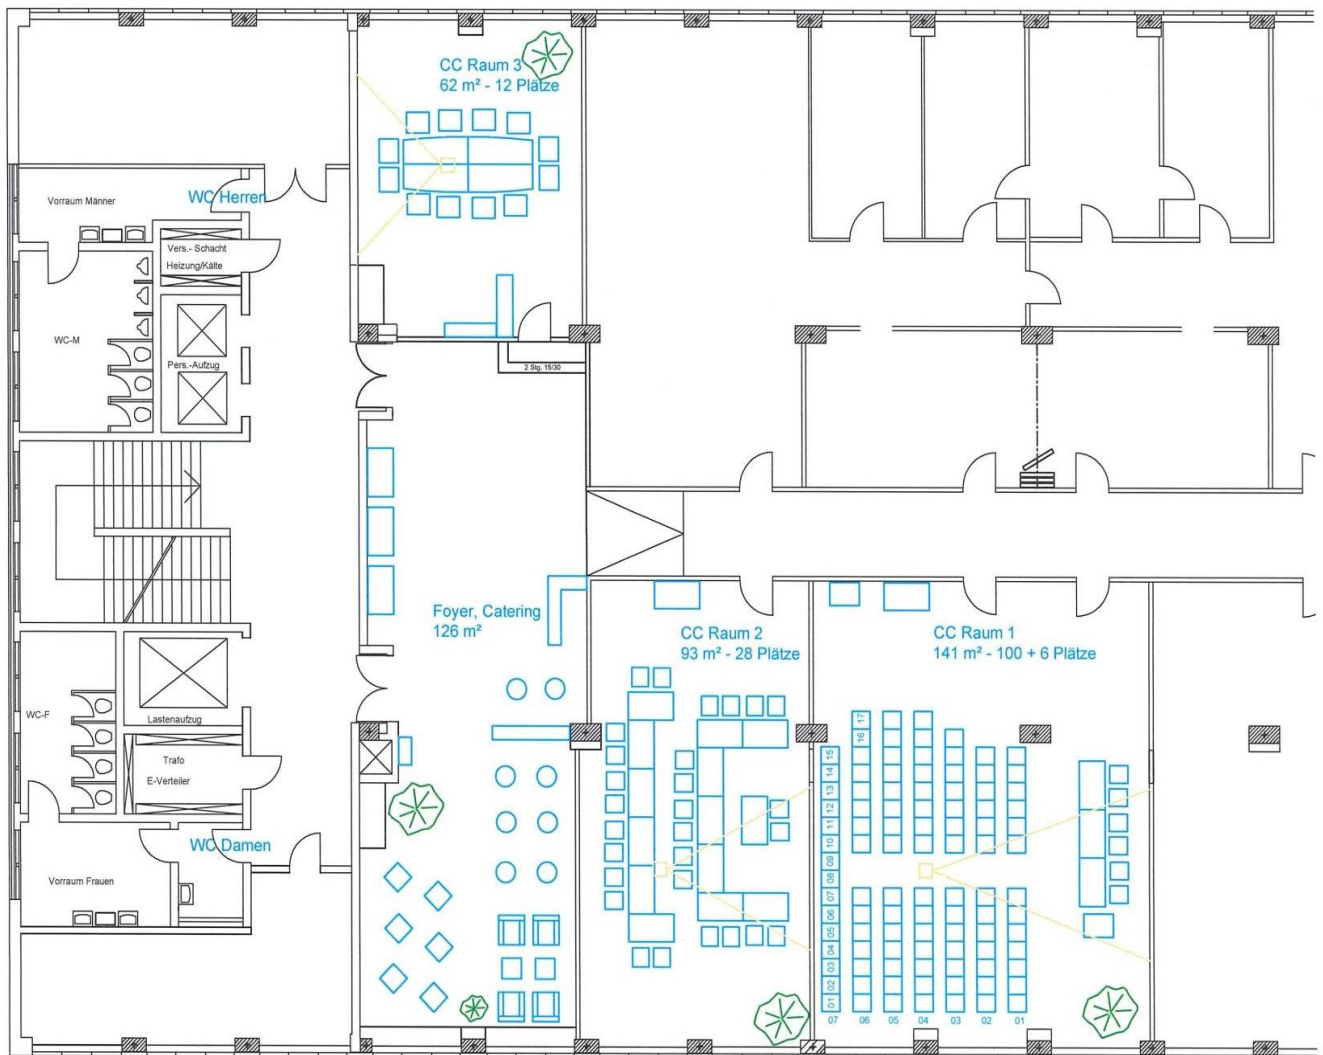 CC Raum 3
62 m² - 12 Plätze
WC Herren
Vorraum Männer
Vers.- Schacht
Heizung/Kälte
WC-M
Pers.-Aufzug
2 Stg. 15/30
Foyer, Catering
126 m²
CC Raum 2
93 m² - 28 Plätze
CC Raum 1
141 m² - 100 + 6 Plätze
WC-F
Lastenaufzug
Trafo
E-Verteiler
WC Damen
Vorraum Frauen
17
16
15
14
13
12
11
10
09
08
07
06
05
04
03
02
01
07 06 05 04 03 02 01